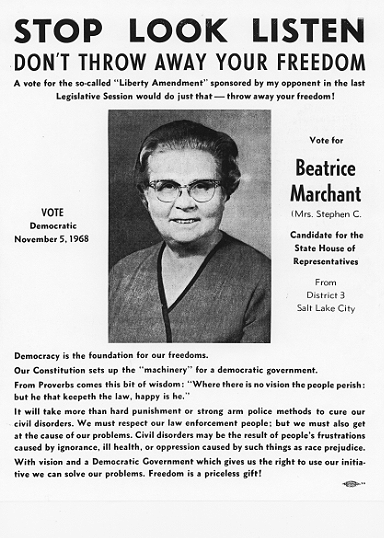 STOP LOOK LISTEN
DON'T THROW AWAY YOUR FREEDOM
A vote for the so-called "Liberty Amendment" sponsored by my opponent in the last
Legislative Session would do just that — throw away your freedom!
VOTE
Democratic
November 5, 1968
Vote for
Beatrice
Marchant
(Mrs. Stephen C.
Candidate for the
State House of
Representatives
From
District 3
Salt Lake City
Democracy is the foundation for our freedoms.
Our Constitution sets up the "machinery" for a democratic government.
From Proverbs comes this bit of wisdom: "Where there is no vision the people perish:
but he that keepeth the law, happy is he."
It will take more than hard punishment or strong arm police methods to cure our
civil disorders. We must respect our law enforcement people; but we must also get
at the cause of our problems. Civil disorders may be the result of people's frustrations
caused by ignorance, ill health, or oppression caused by such things as race prejudice.
With vision and a Democratic Government which gives us the right to use our initia-
tive we can solve our problems. Freedom is a priceless gift!